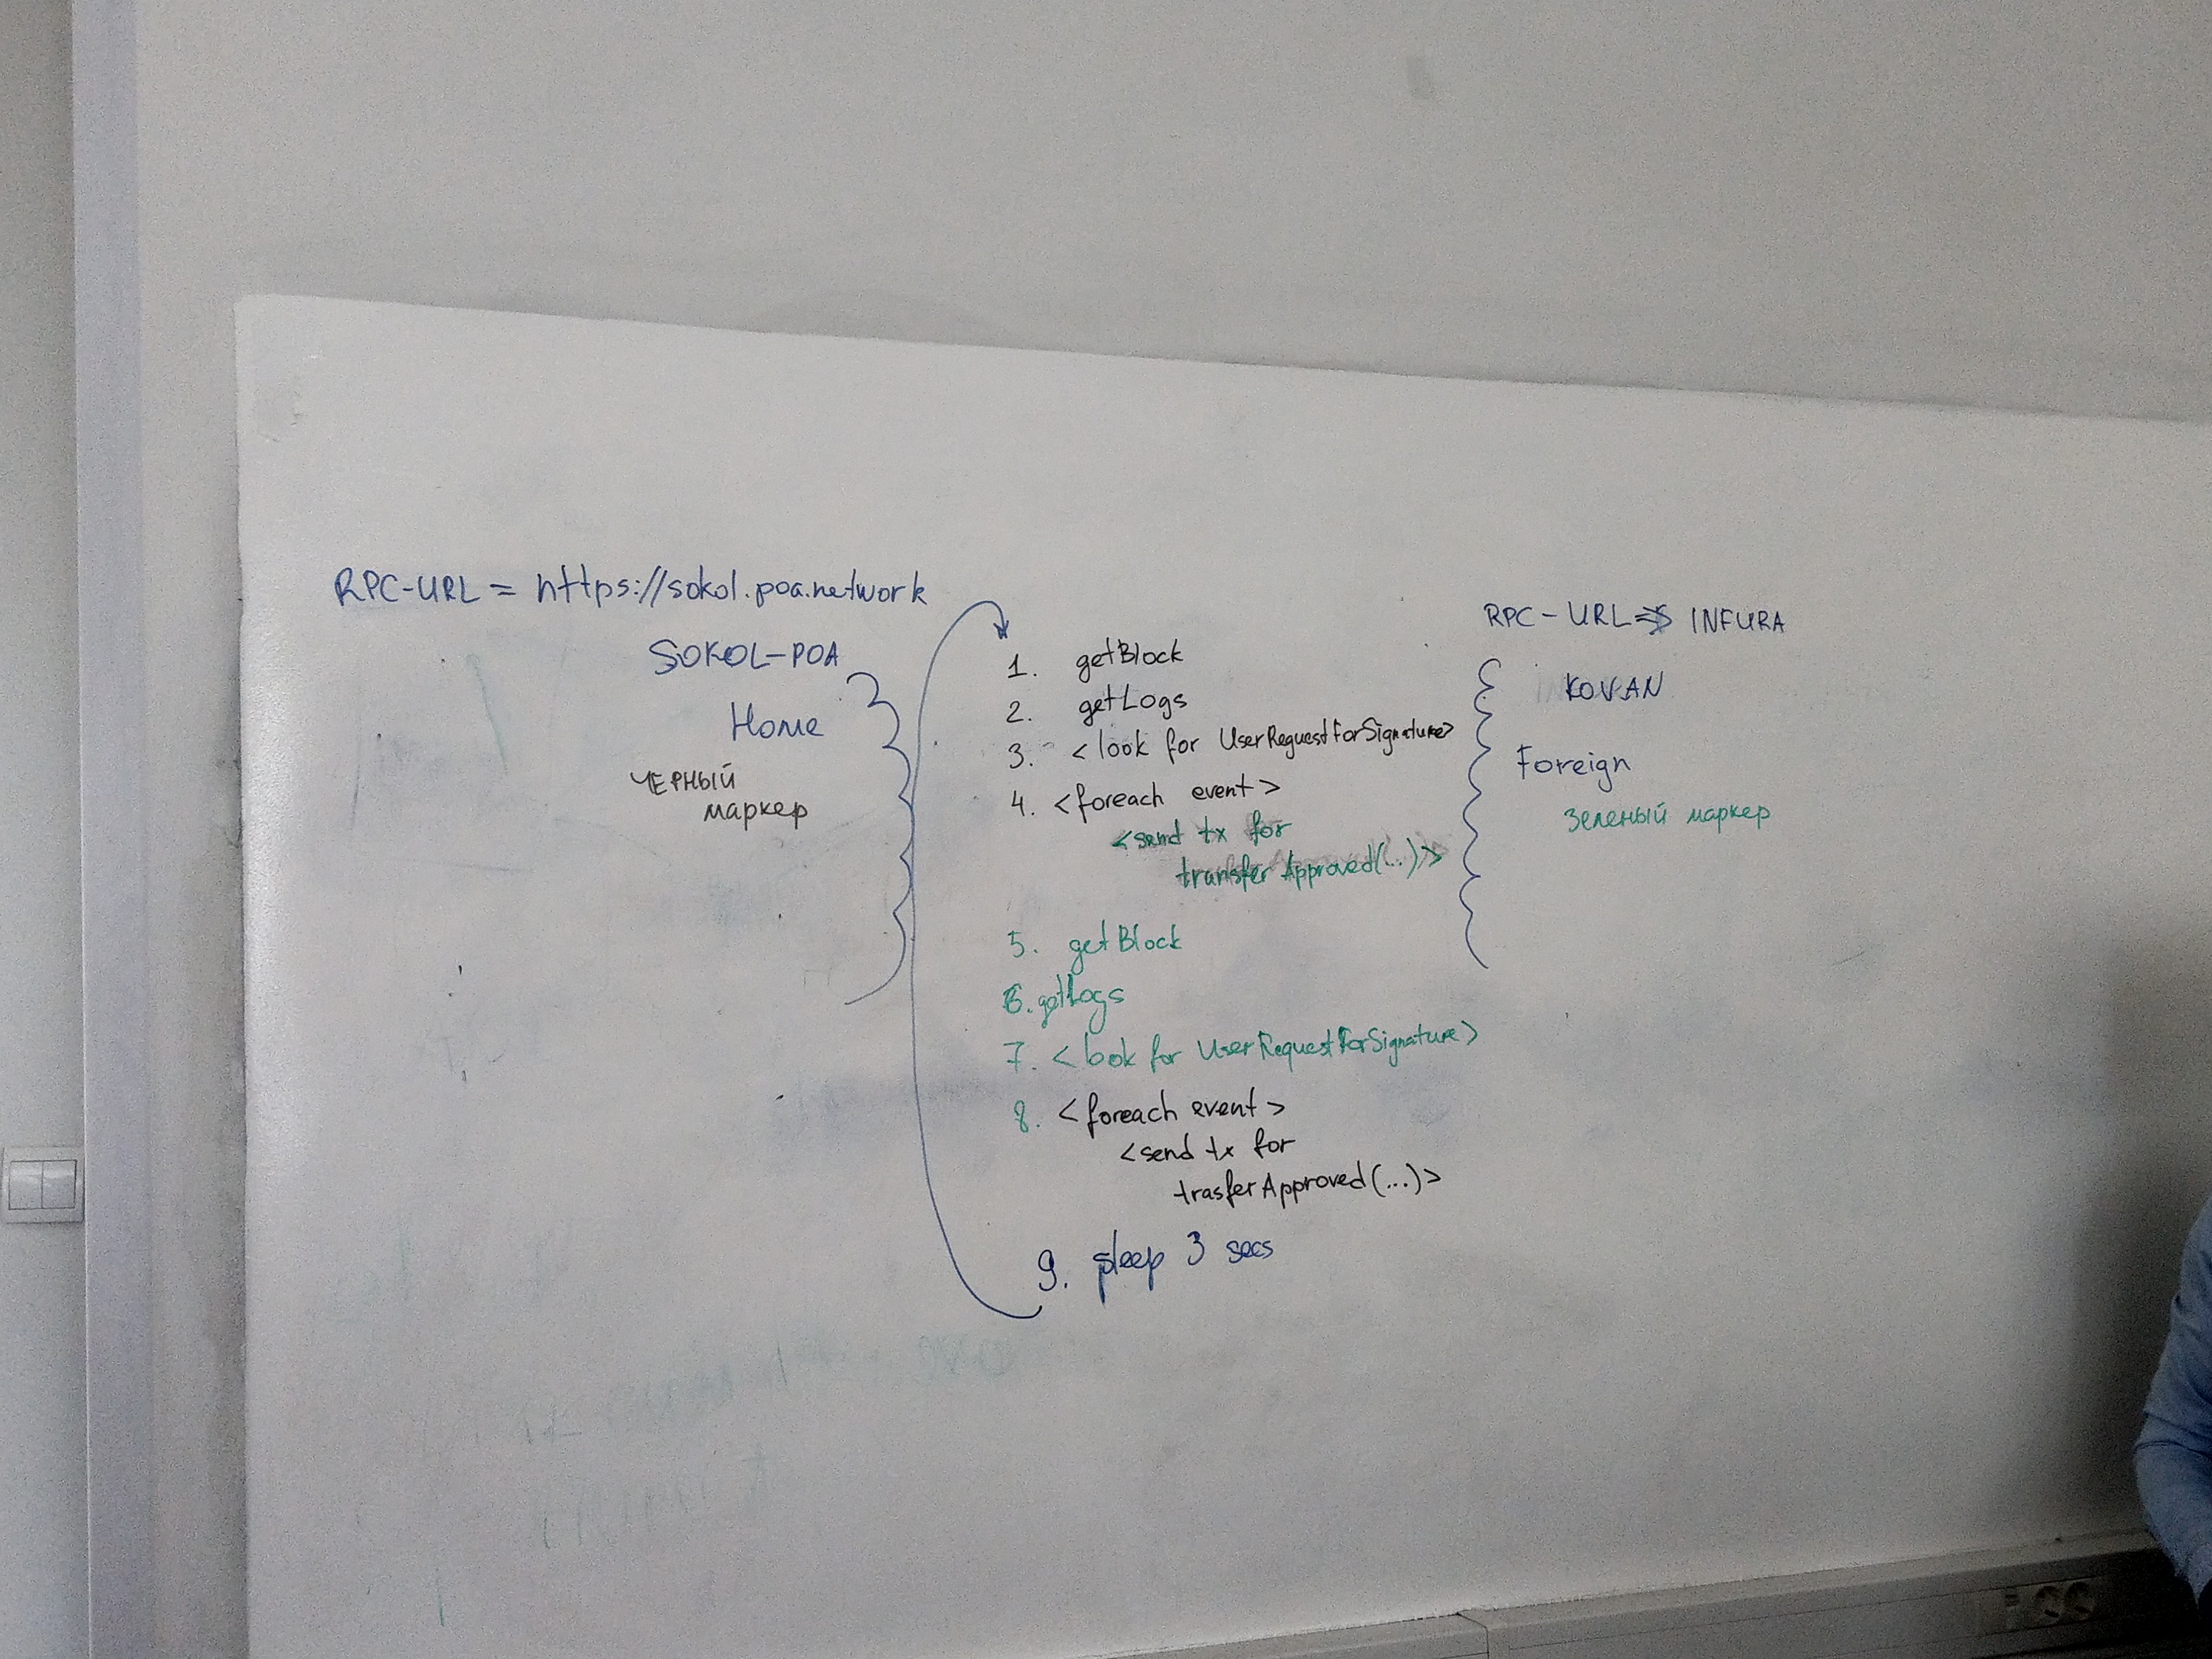 RPC-URL = https://sokol.poa.network
SOKOL-POA
Home
ЧЕРНЫЙ
маркер
1. getBlock
2. getLogs
3. <look for UserRequestForSignature>
4. <foreach event>
<send tx for
transferApproved(...)>
5. getBlock
6. getLogs
7. <look for UserRequestForSignature>
8. <foreach event>
<send tx for
trasferApproved(...)>
9. sleep 3 secs
RPC-URL => INFURA
KOVAN
Foreign
Зеленый маркер